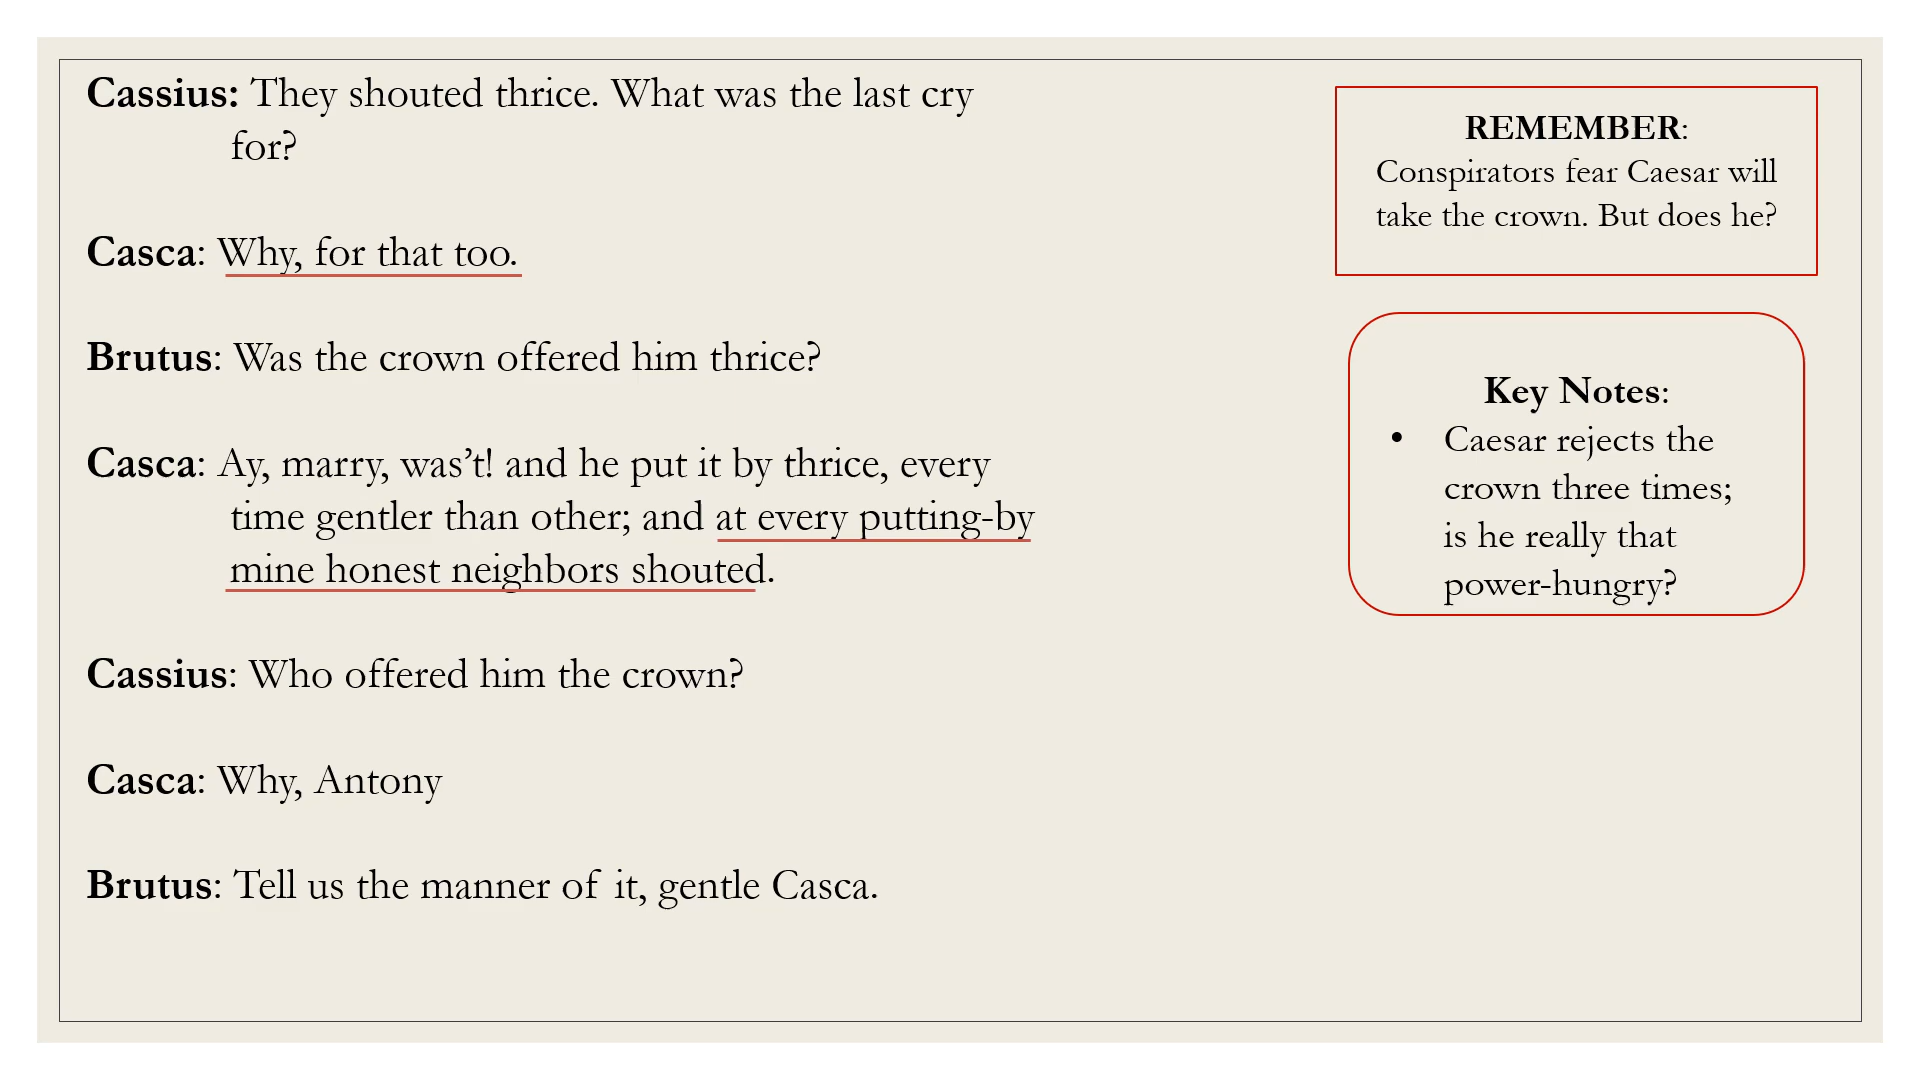 Cassius: They shouted thrice. What was the last cry
for?
Casca: Why, for that too.
Brutus: Was the crown offered him thrice?
Casca: Ay, marry, was’t! and he put it by thrice, every
time gentler than other; and at every putting-by
mine honest neighbors shouted.
Cassius: Who offered him the crown?
Casca: Why, Antony
Brutus: Tell us the manner of it, gentle Casca.
REMEMBER:
Conspirators fear Caesar will
take the crown. But does he?
Key Notes:
• Caesar rejects the
crown three times;
is he really that
power-hungry?